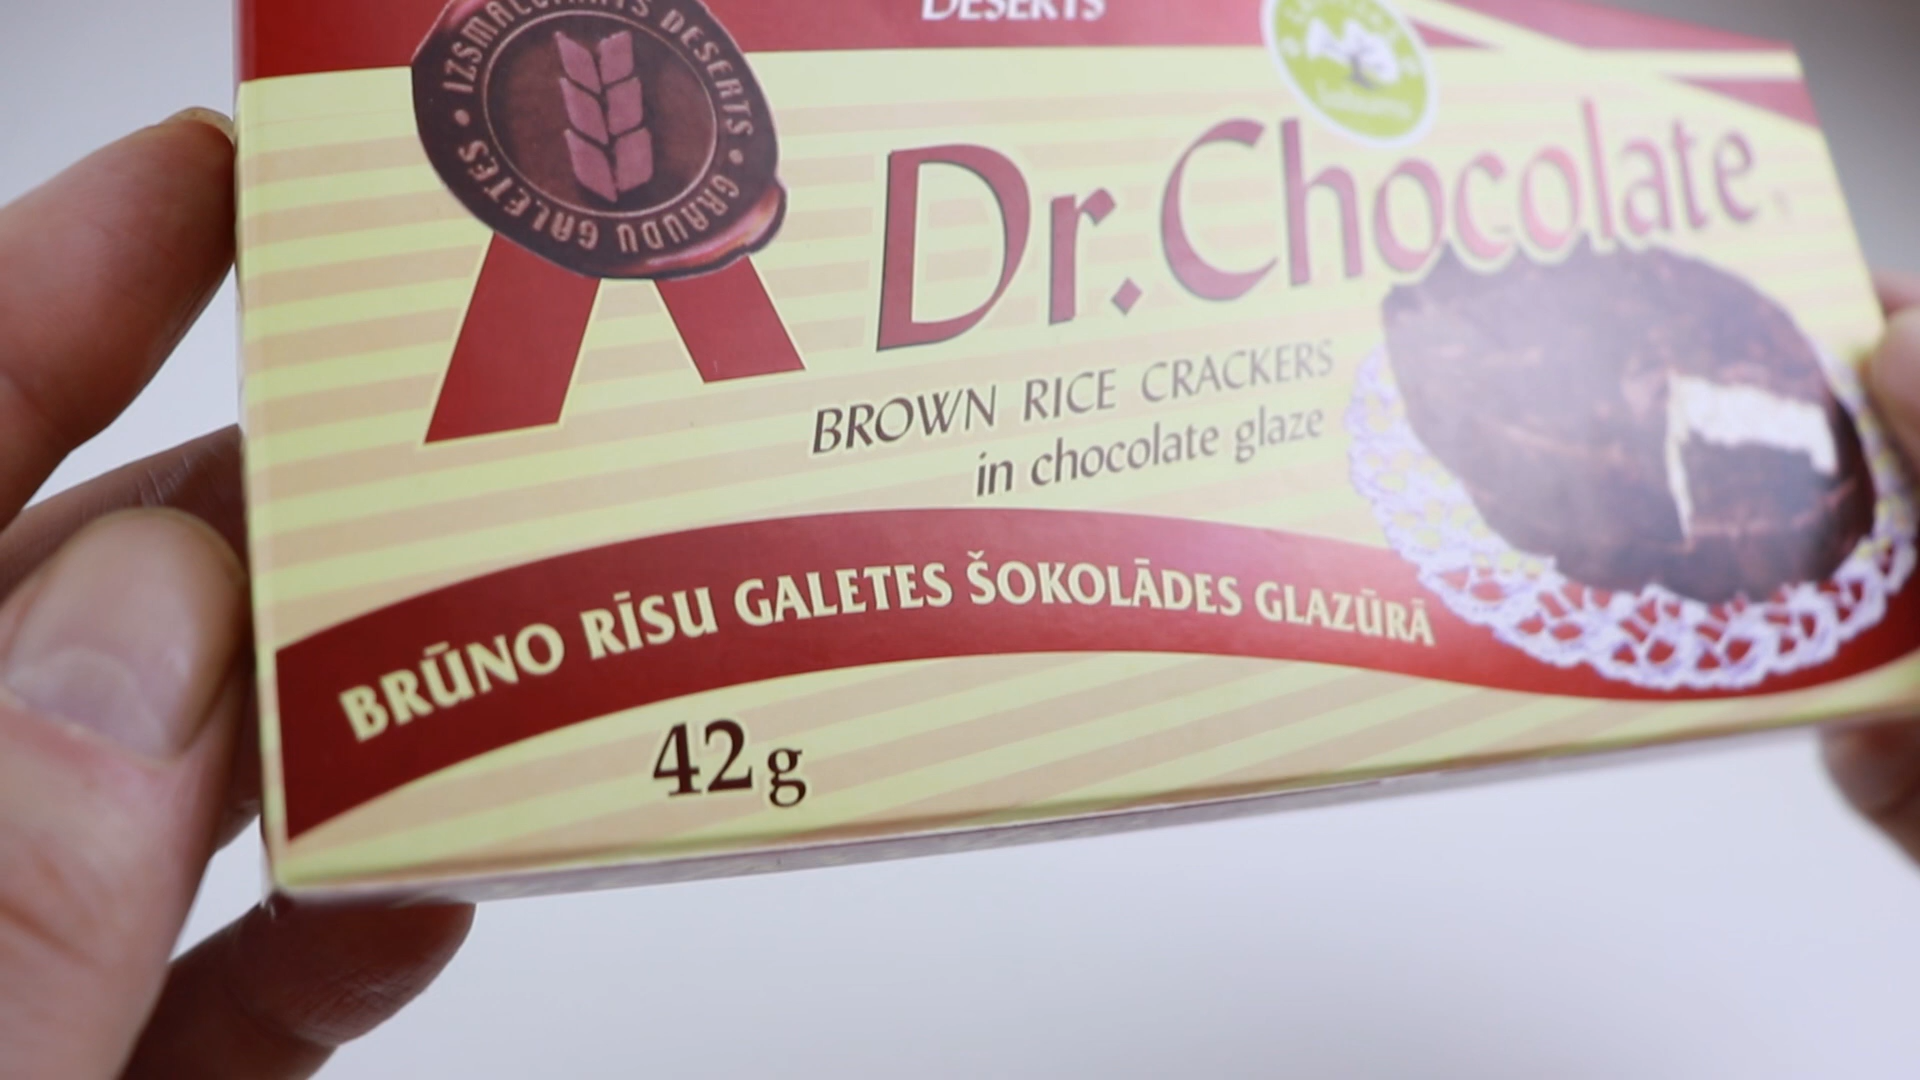 DESERTS
IZSMALCINĀTS DESERTS • GRAUDU GALETES •
Dr.Chocolate
BROWN RICE CRACKERS
in chocolate glaze
BRŪNO RĪSU GALETES ŠOKOLĀDES GLAZŪRĀ
42g